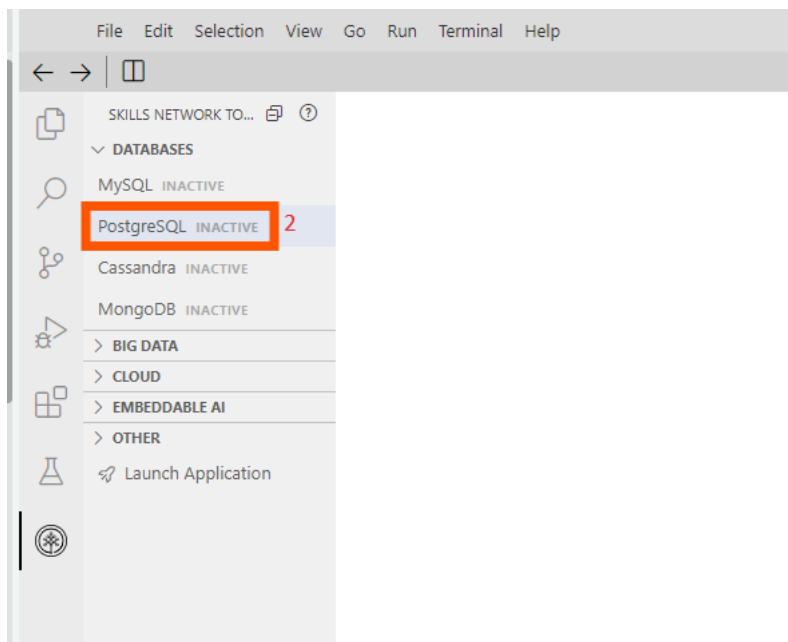 File Edit Selection View Go Run Terminal Help
SKILLS NETWORK TO...
DATABASES
MySQL INACTIVE
PostgreSQL INACTIVE 2
Cassandra INACTIVE
MongoDB INACTIVE
BIG DATA
CLOUD
EMBEDDABLE AI
OTHER
Launch Application